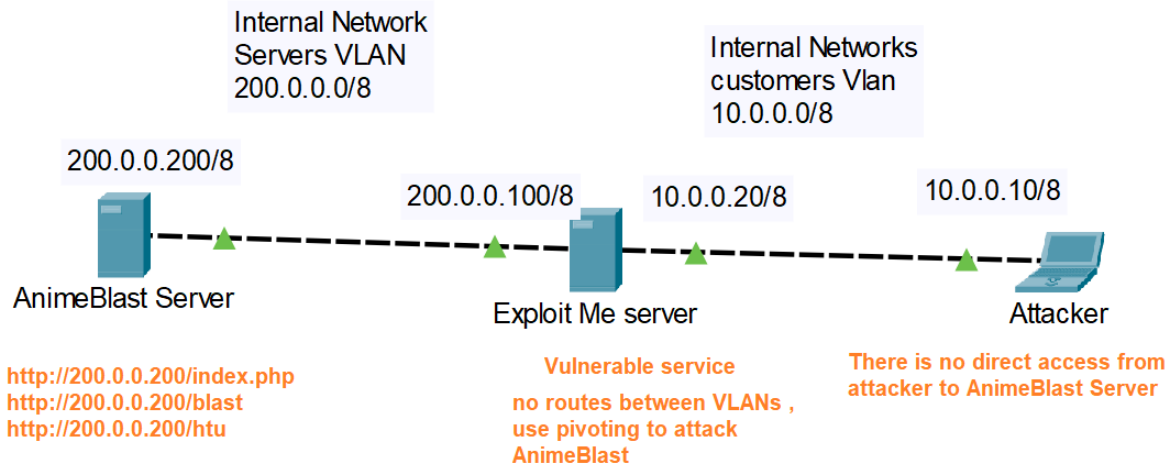 Internal Network
Servers VLAN
200.0.0.0/8
Internal Networks
customers Vlan
10.0.0.0/8
200.0.0.200/8
200.0.0.100/8
10.0.0.20/8
10.0.0.10/8
AnimeBlast Server
Exploit Me server
Attacker
http://200.0.0.200/index.php
http://200.0.0.200/blast
http://200.0.0.200/htu
Vulnerable service
no routes between VLANs ,
use pivoting to attack
AnimeBlast
There is no direct access from
attacker to AnimeBlast Server